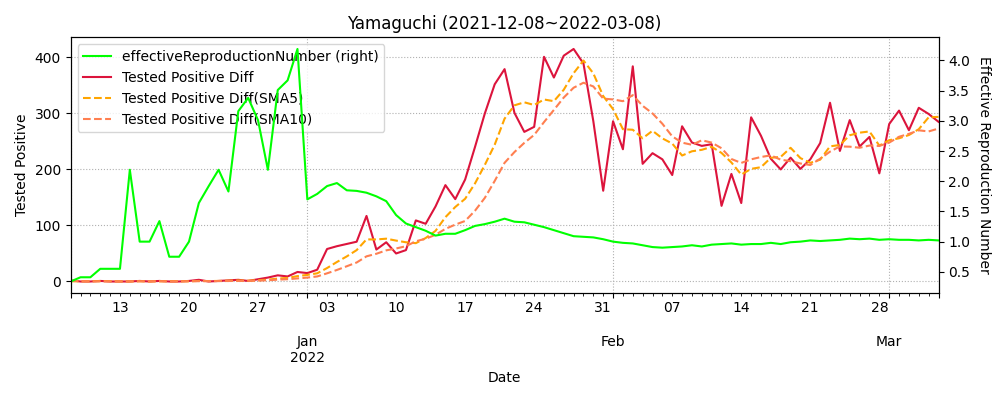 Yamaguchi (2021-12-08~2022-03-08)
effectiveReproductionNumber (right)
Tested Positive Diff
Tested Positive Diff(SMA5)
Tested Positive Diff(SMA10)
Tested Positive
400
300
200
100
0
4.0
3.5
3.0
2.5
2.0
1.5
1.0
0.5
Effective Reproduction Number
13 20 27 03 10 17 24 31 07 14 21 28
Jan Feb Mar
2022
Date